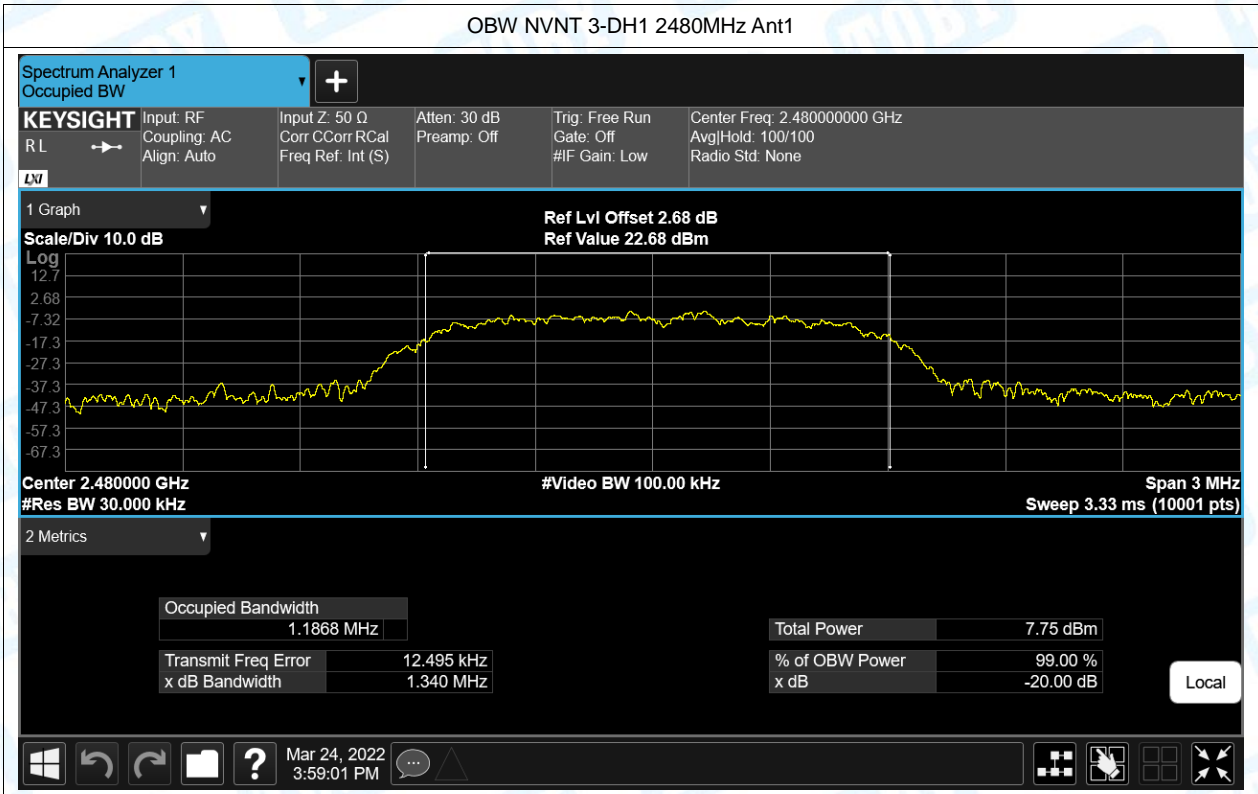 OBW NVNT 3-DH1 2480MHz Ant1
Spectrum Analyzer 1
Occupied BW
KEYSIGHT
RL
LXI
Input: RF
Coupling: AC
Align: Auto
Input Z: 50 Ω
Corr CCorr RCal
Freq Ref: Int (S)
Atten: 30 dB
Preamp: Off
Trig: Free Run
Gate: Off
#IF Gain: Low
Center Freq: 2.480000000 GHz
Avg|Hold: 100/100
Radio Std: None
1 Graph
Ref Lvl Offset 2.68 dB
Scale/Div 10.0 dB
Ref Value 22.68 dBm
Log
12.7
2.68
-7.32
-17.3
-27.3
-37.3
-47.3
-57.3
-67.3
Center 2.480000 GHz
#Video BW 100.00 kHz
Span 3 MHz
#Res BW 30.000 kHz
Sweep 3.33 ms (10001 pts)
2 Metrics
Occupied Bandwidth
1.1868 MHz
Total Power 7.75 dBm
Transmit Freq Error 12.495 kHz
% of OBW Power 99.00 %
x dB Bandwidth 1.340 MHz
x dB -20.00 dB
Local
?
Mar 24, 2022
3:59:01 PM